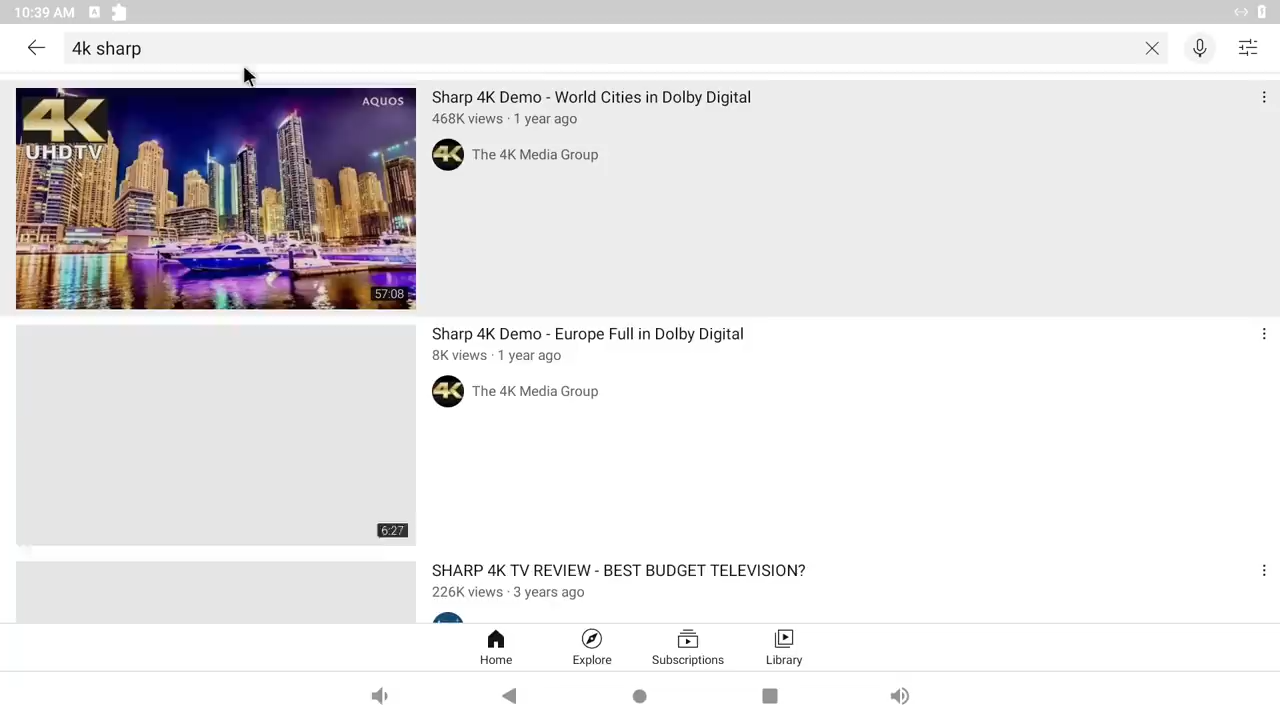 10:39 AM
4k sharp
4K
UHDTV
AQUOS
57:08
Sharp 4K Demo - World Cities in Dolby Digital
468K views · 1 year ago
4K
The 4K Media Group
6:27
Sharp 4K Demo - Europe Full in Dolby Digital
8K views · 1 year ago
4K
The 4K Media Group
SHARP 4K TV REVIEW - BEST BUDGET TELEVISION?
226K views · 3 years ago
Home
Explore
Subscriptions
Library